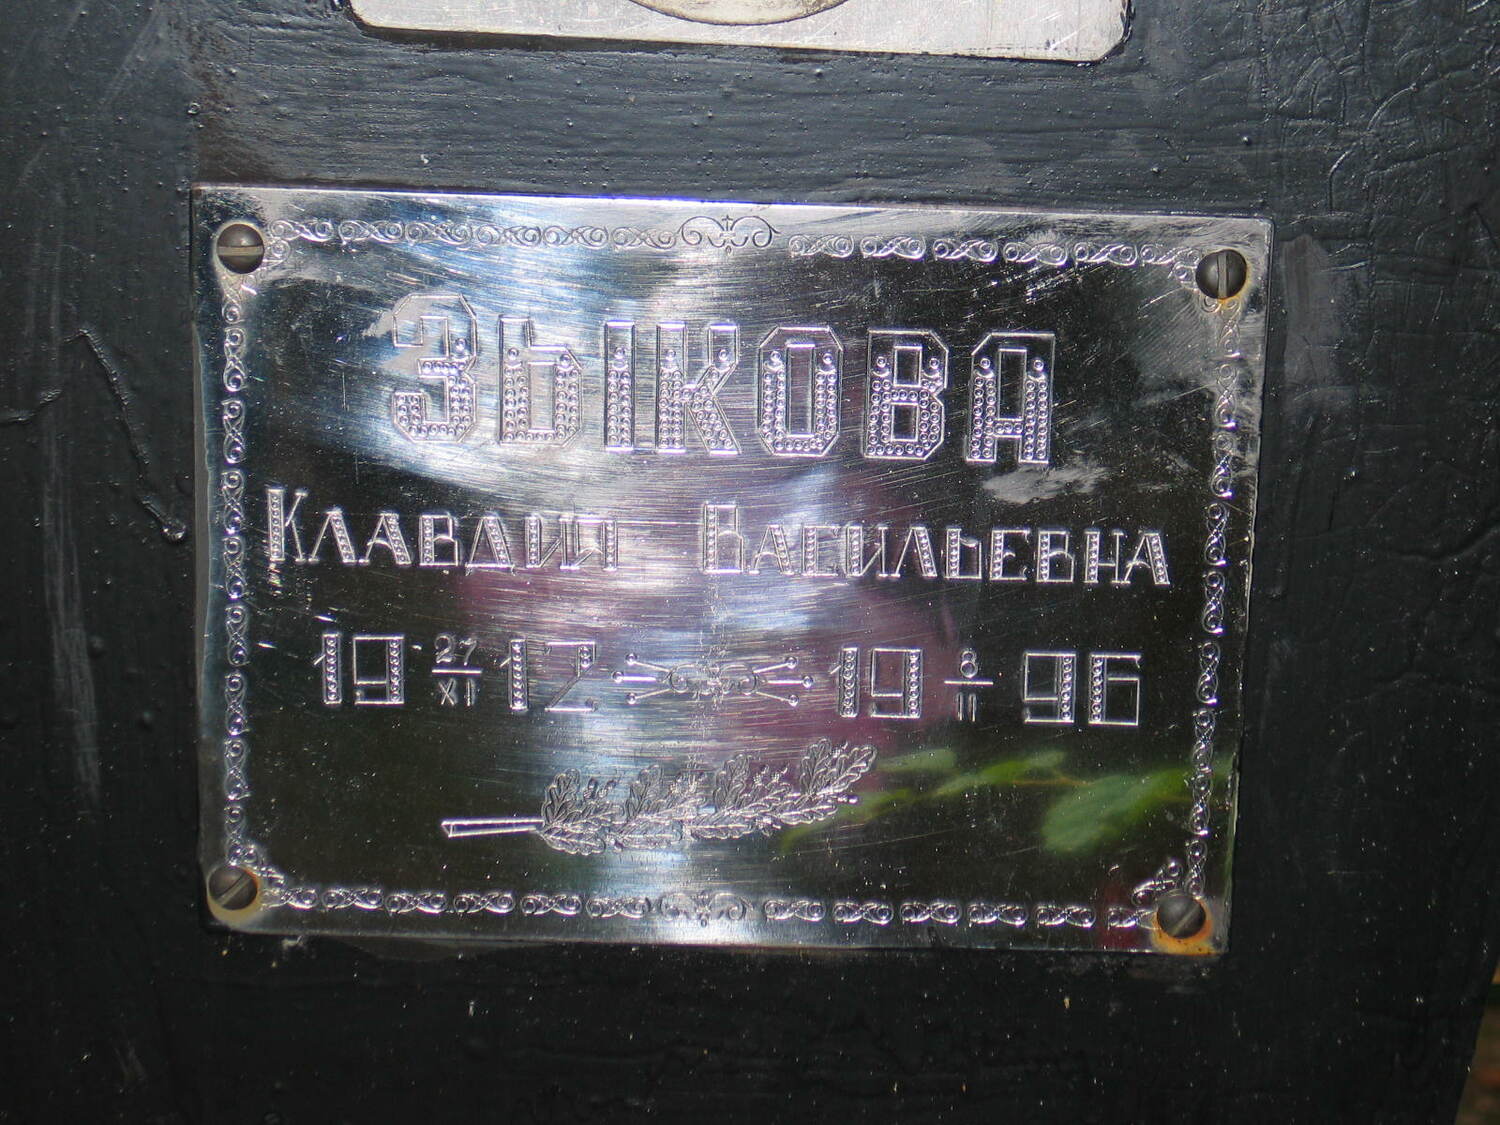 ЗЫКОВА
Клавдия Васильевна
19 27/XI 12 19 8/II 96